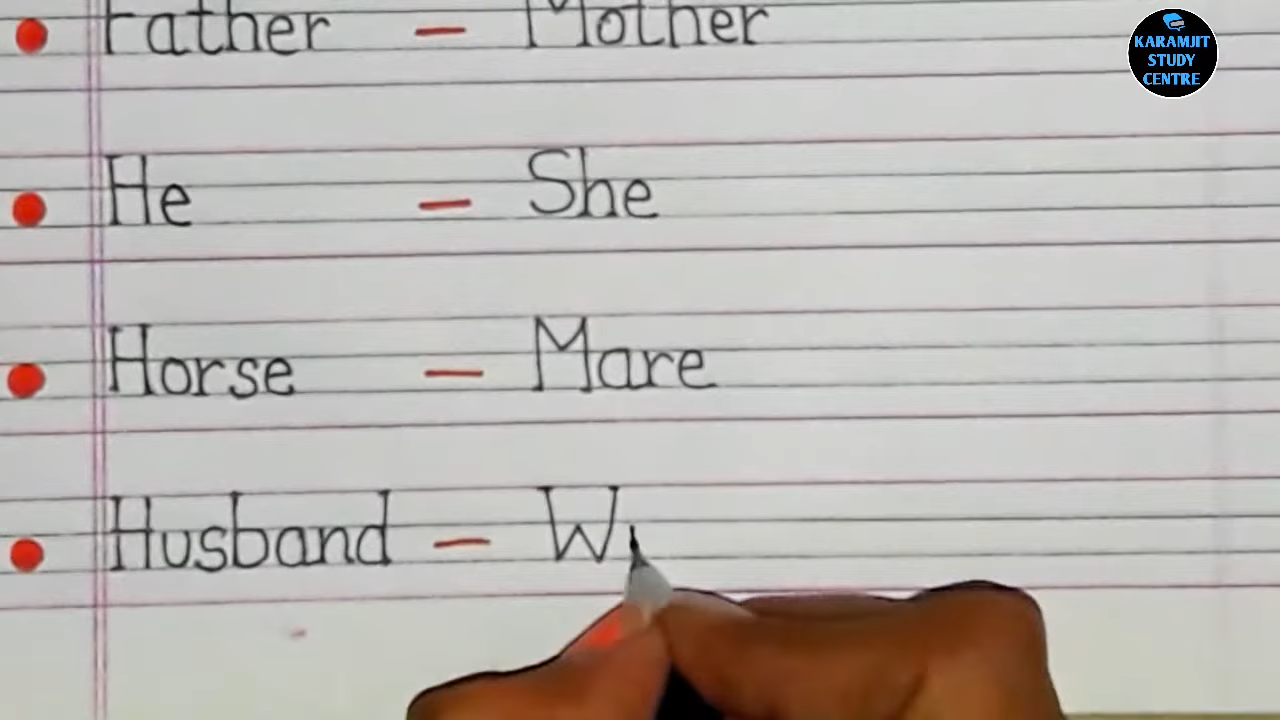 Father - Mother
KARAMJIT
STUDY
CENTRE
He - She
Horse - Mare
Husband - W